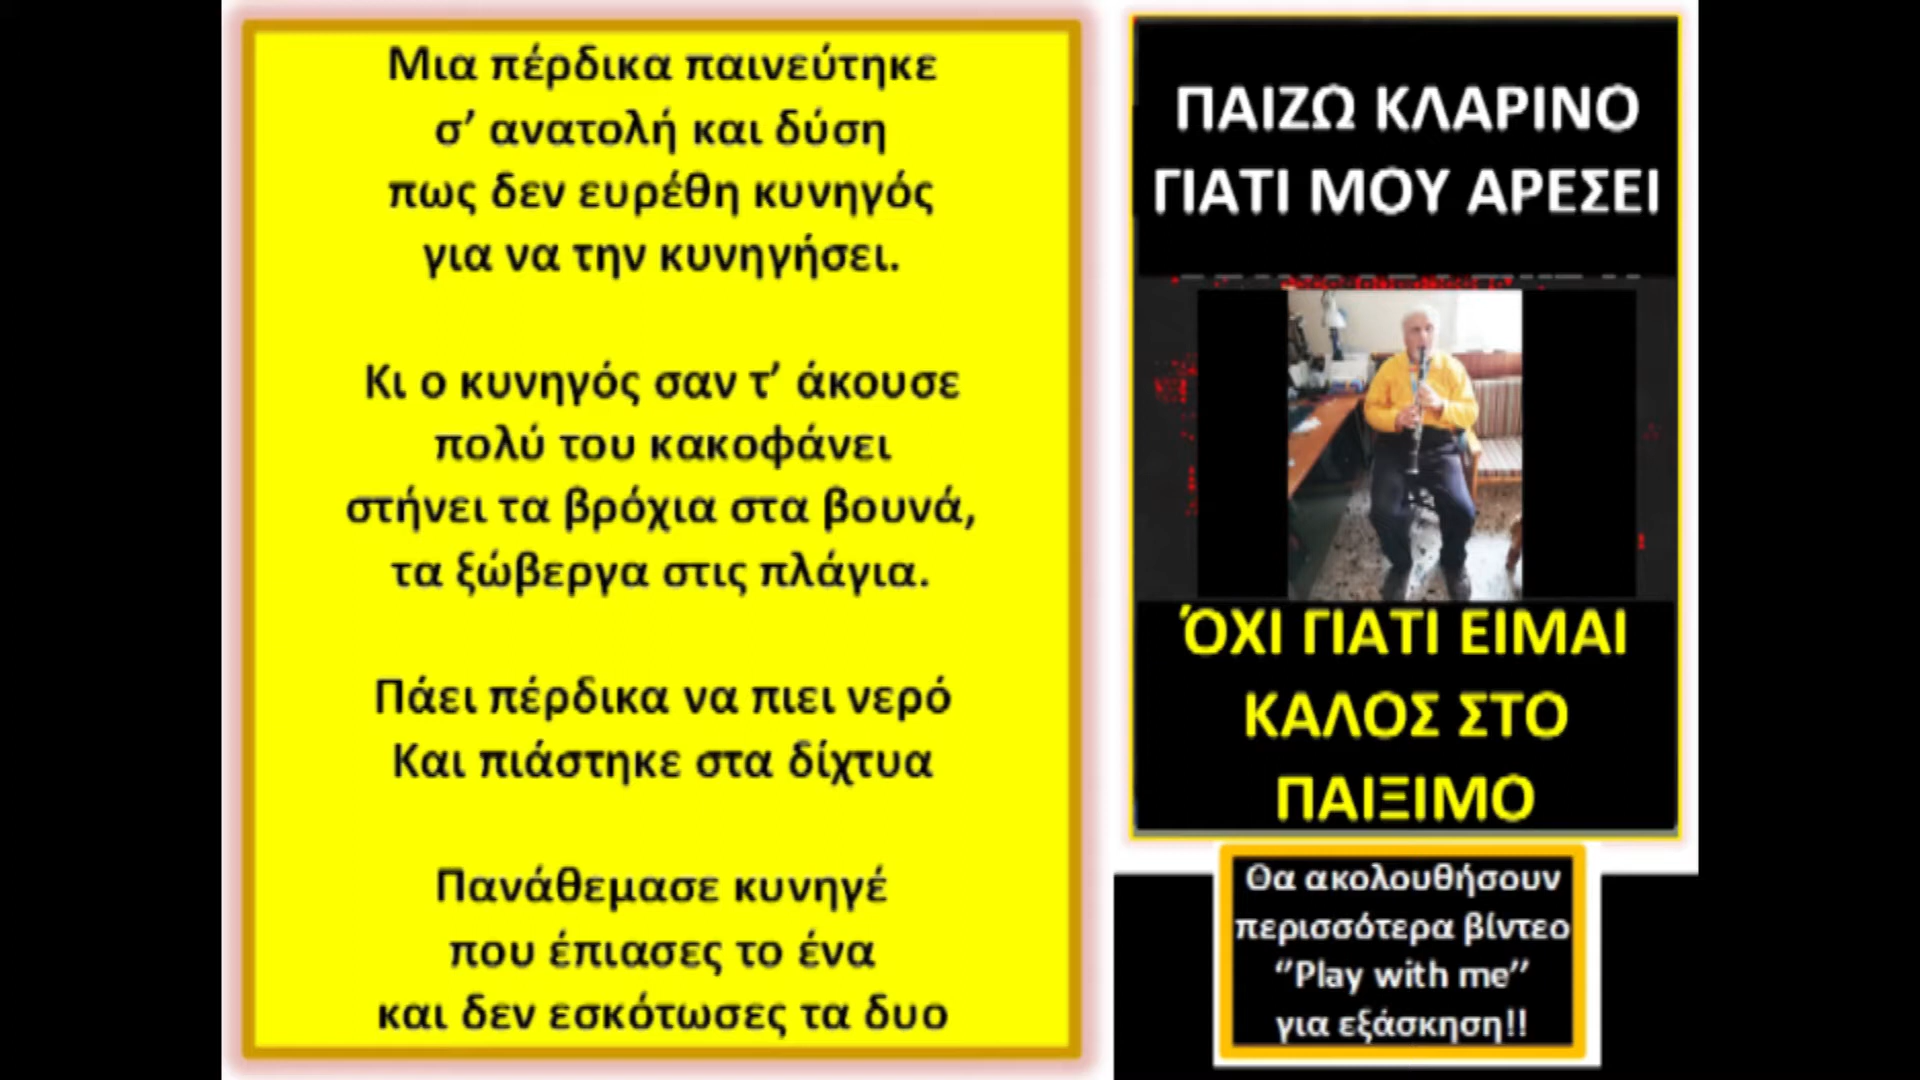 Μια πέρδικα παινεύτηκε
σ’ ανατολή και δύση
πως δεν ευρέθη κυνηγός
για να την κυνηγήσει.
Κι ο κυνηγός σαν τ’ άκουσε
πολύ του κακοφάνει
στήνει τα βρόχια στα βουνά,
τα ξώβεργα στις πλάγια.
Πάει πέρδικα να πιει νερό
Και πιάστηκε στα δίχτυα
Πανάθεμασε κυνηγέ
που έπιασες το ένα
και δεν εσκότωσες τα δυο
ΠΑΙΖΩ ΚΛΑΡΙΝΟ
ΓΙΑΤΙ ΜΟΥ ΑΡΕΣΕΙ
ΌΧΙ ΓΙΑΤΙ ΕΙΜΑΙ
ΚΑΛΟΣ ΣΤΟ
ΠΑΙΞΙΜΟ
Θα ακολουθήσουν
περισσότερα βίντεο
‘’Play with me’’
για εξάσκηση!!